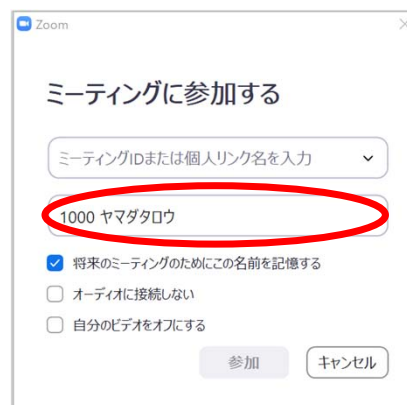 Zoom
ミーティングに参加する
ミーティングIDまたは個人リンク名を入力
1000 ヤマダタロウ
将来のミーティングのためにこの名前を記憶する
オーディオに接続しない
自分のビデオをオフにする
参加 キャンセル